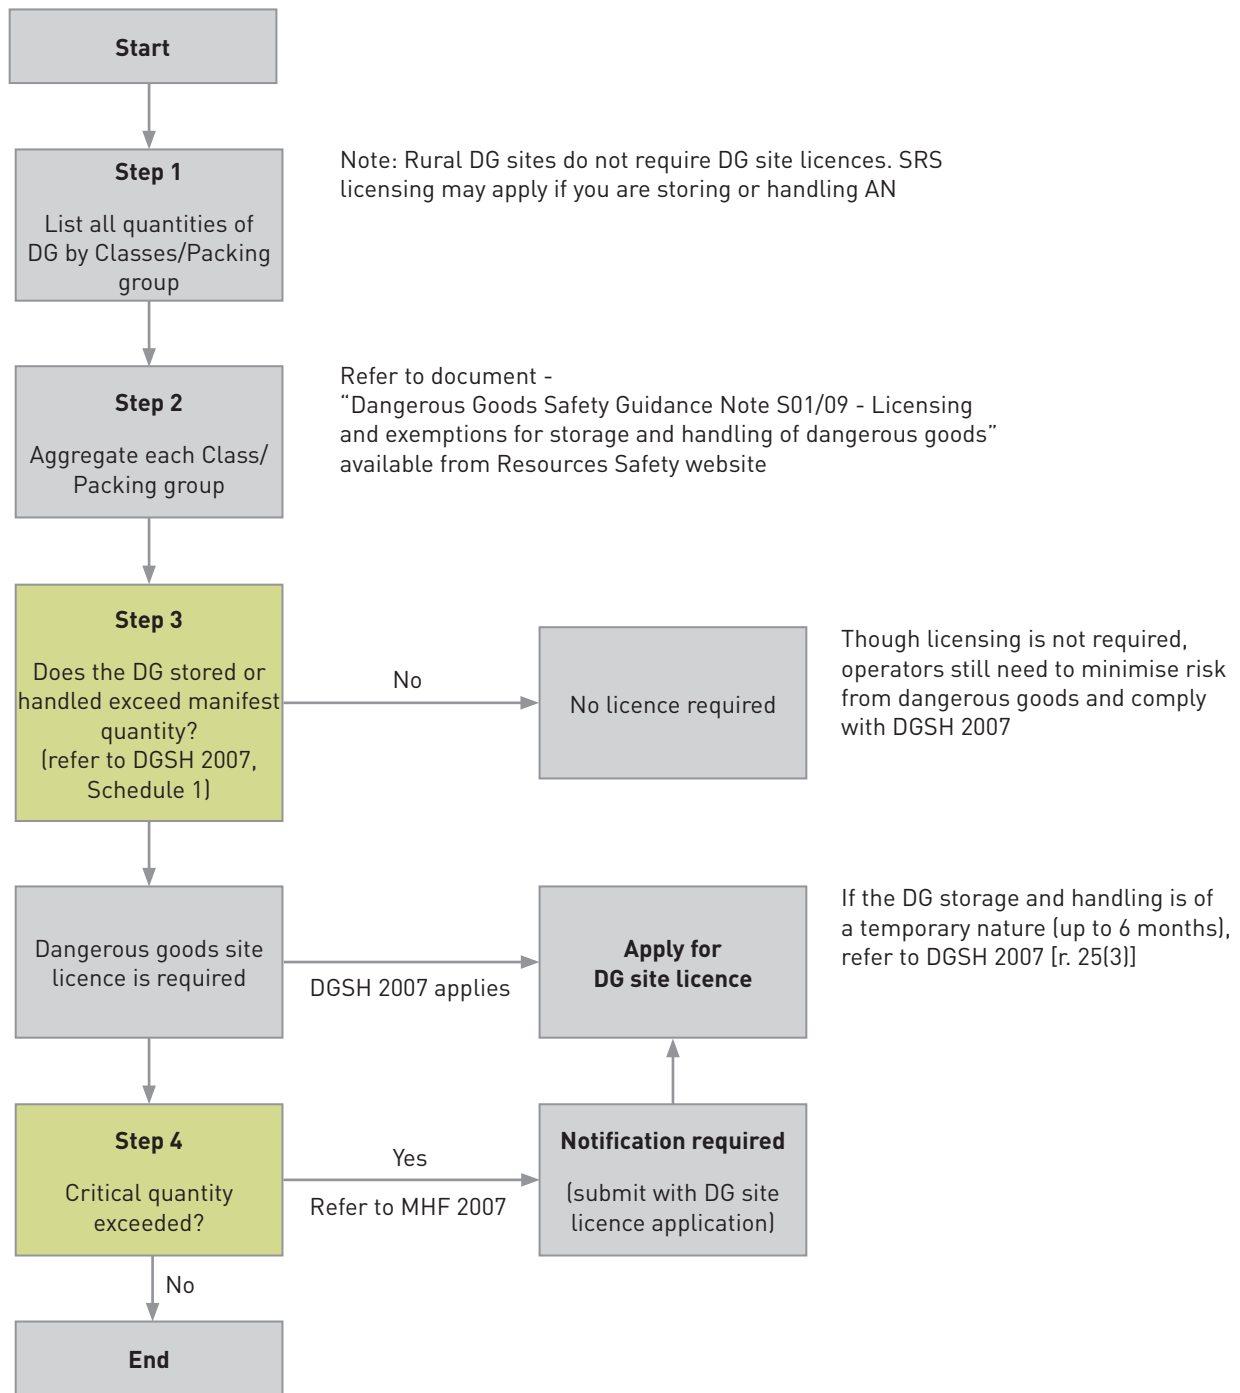 Start
Step 1
List all quantities of
DG by Classes/Packing
group
Note: Rural DG sites do not require DG site licences. SRS
licensing may apply if you are storing or handling AN
Step 2
Aggregate each Class/
Packing group
Refer to document -
“Dangerous Goods Safety Guidance Note S01/09 - Licensing
and exemptions for storage and handling of dangerous goods”
available from Resources Safety website
Step 3
Does the DG stored or
handled exceed manifest
quantity?
(refer to DGSH 2007,
Schedule 1)
No
No licence required
Though licensing is not required,
operators still need to minimise risk
from dangerous goods and comply
with DGSH 2007
Dangerous goods site
licence is required
DGSH 2007 applies
Apply for
DG site licence
If the DG storage and handling is of
a temporary nature (up to 6 months),
refer to DGSH 2007 [r. 25(3)]
Step 4
Critical quantity
exceeded?
Yes
Refer to MHF 2007
Notification required
(submit with DG site
licence application)
No
End